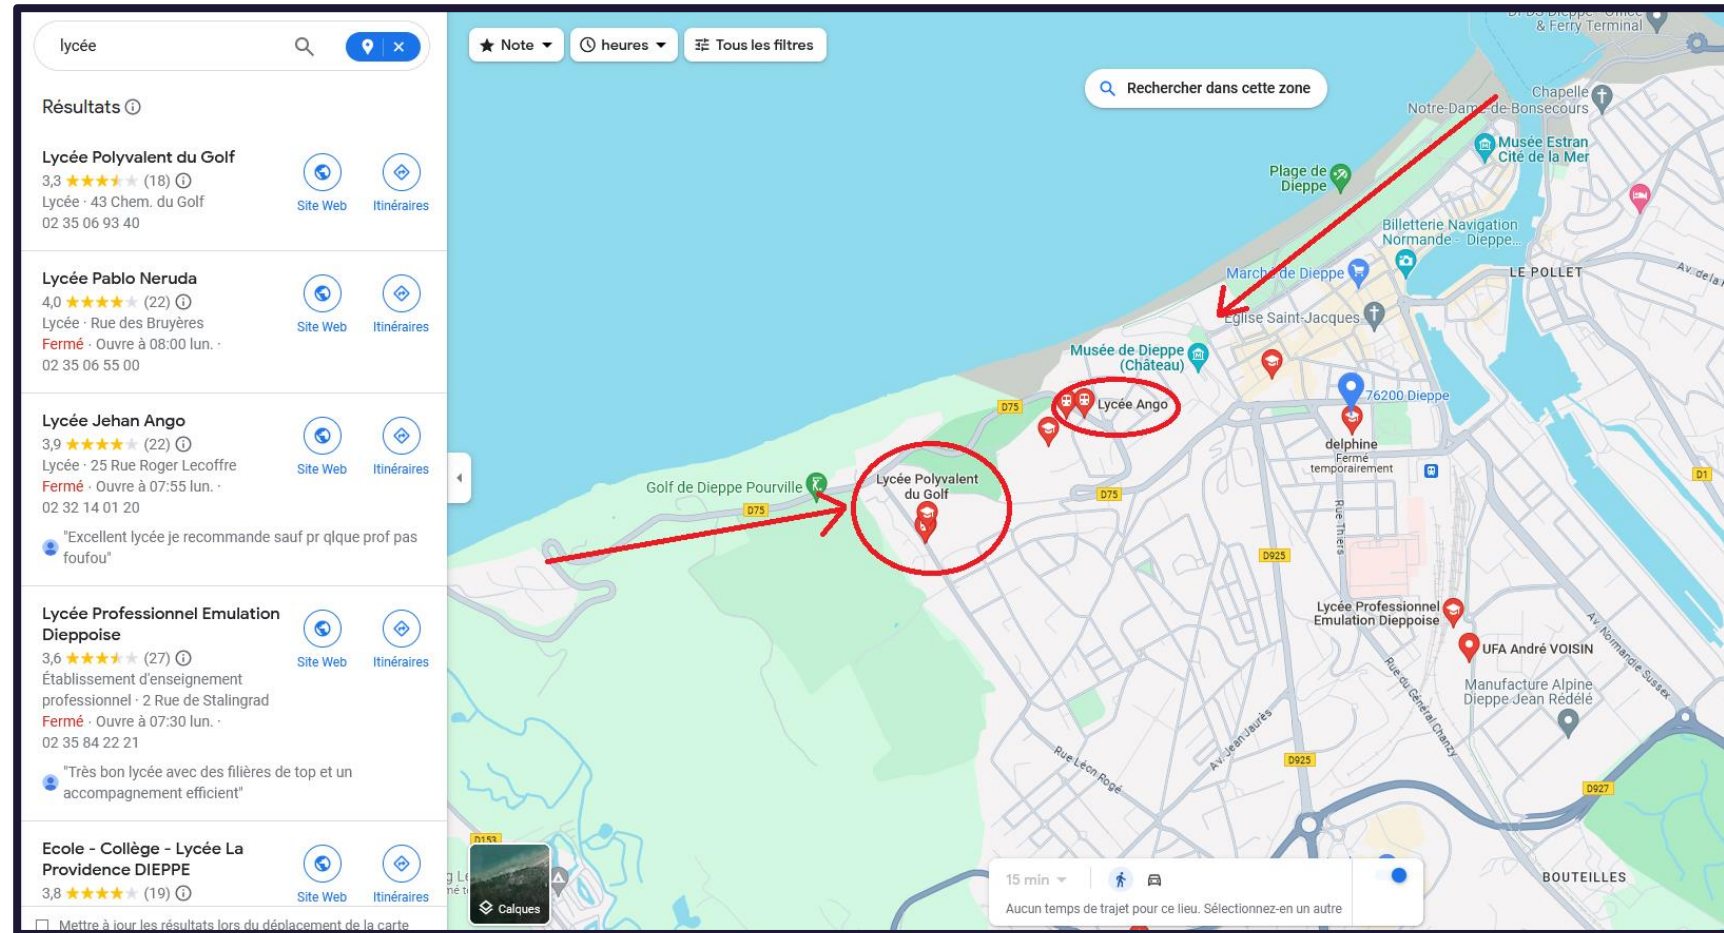 lycée
Résultats
Lycée Polyvalent du Golf
3,3 (18)
Lycée · 43 Chem. du Golf
02 35 06 93 40
Site Web
Itinéraires
Lycée Pablo Neruda
4,0 (22)
Lycée · Rue des Bruyères
Fermé · Ouvre à 08:00 lun. ·
02 35 06 55 00
Site Web
Itinéraires
Lycée Jehan Ango
3,9 (22)
Lycée · 25 Rue Roger Lecoffre
Fermé · Ouvre à 07:55 lun. ·
02 32 14 01 20
Site Web
Itinéraires
"Excellent lycée je recommande sauf pr qlque prof pas
foufou"
Lycée Professionnel Emulation
Dieppoise
3,6 (27)
Établissement d'enseignement
professionnel · 2 Rue de Stalingrad
Fermé · Ouvre à 07:30 lun. ·
02 35 84 22 21
Site Web
Itinéraires
"Très bon lycée avec des filières de top et un
accompagnement efficient"
Ecole - Collège - Lycée La
Providence DIEPPE
3,8 (19)
Site Web
Itinéraires
Mettre à jour les résultats lors du déplacement de la carte
Note
heures
Tous les filtres
Rechercher dans cette zone
& Ferry Terminal
Chapelle
Notre-Dame-de-Bonsecours
Musée Estran
Cité de la Mer
Plage de
Dieppe
Billetterie Navigation
Normande - Dieppe...
Marché de Dieppe
LE POLLET
Av. de la
Église Saint-Jacques
Musée de Dieppe
(Château)
76200 Dieppe
D75
Lycée Ango
delphine
Fermé
temporairement
Lycée Polyvalent
du Golf
Golf de Dieppe Pourville
D75
D75
D1
Rue Thiers
D925
Lycée Professionnel
Emulation Dieppoise
UFA André VOISIN
Av. Normandie Sussex
Manufacture Alpine
Dieppe Jean Rédélé
Rue du Général Chanzy
Av. Jean Jaurès
Rue Léon Rogé
D925
D927
D153
BOUTEILLES
Calques
15 min
Aucun temps de trajet pour ce lieu. Sélectionnez-en un autre